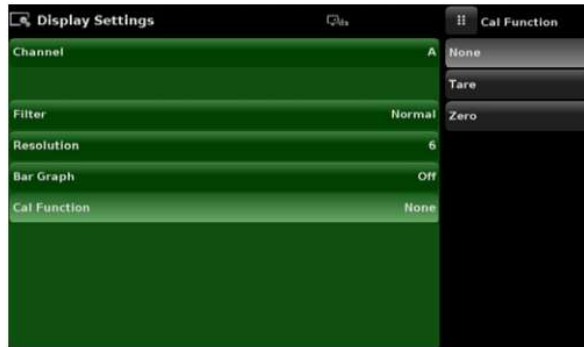 Display Settings
Cal Function
Channel A
None
Tare
Filter Normal
Zero
Resolution 6
Bar Graph Off
Cal Function None